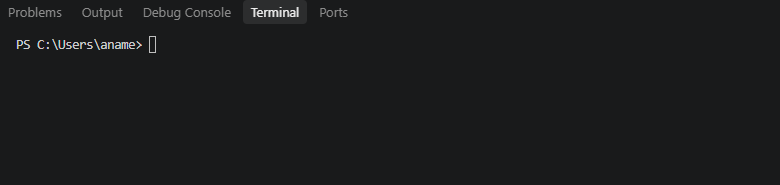 Problems Output Debug Console Terminal Ports
PS C:\Users\aname>